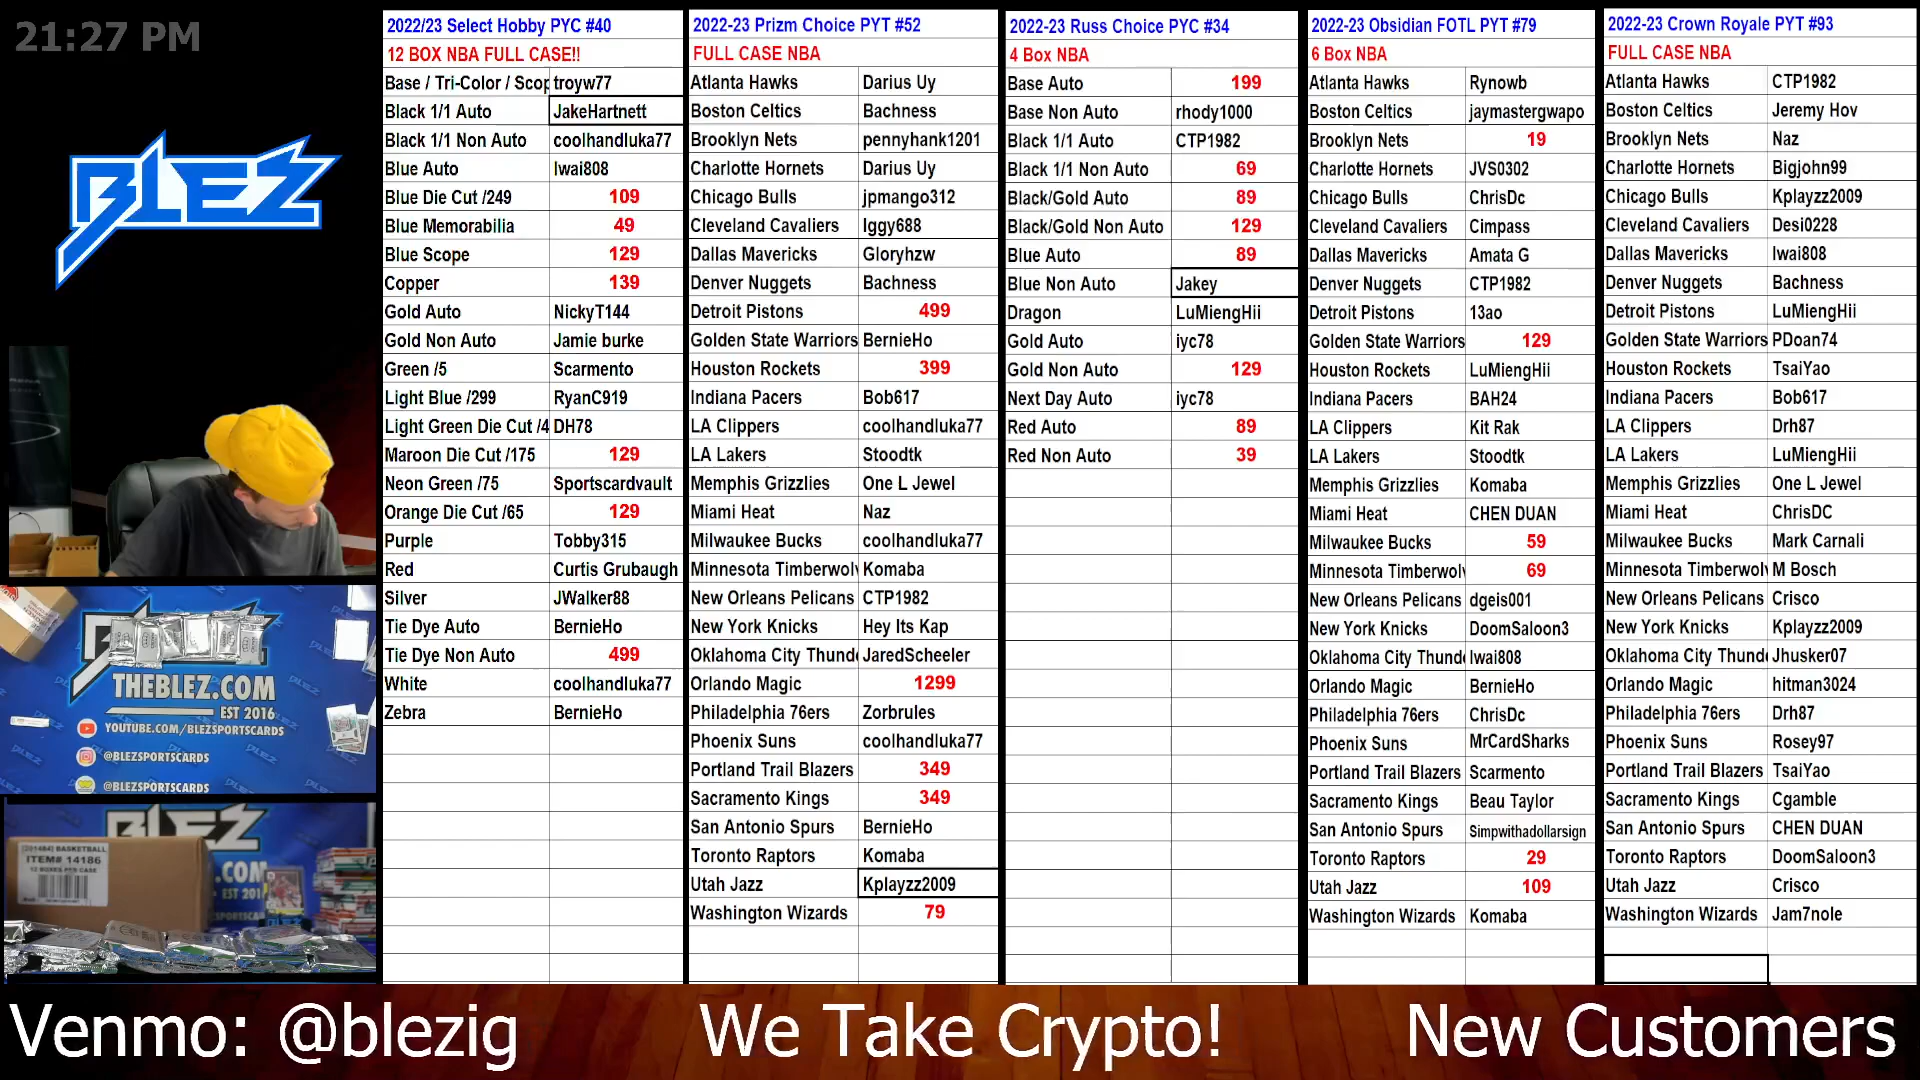 21:27 PM
BLEZ
BLEZ
THEBLEZ.COM
EST 2016
YOUTUBE.COM/BLEZSPORTSCARDS
@BLEZSPORTSCARDS
@BLEZSPORTSCARDS
BLEZ
BASKETBALL
ITEM# 14186
12 BOXES PER CASE
.COM
EST 201
2022/23 Select Hobby PYC #40
12 BOX NBA FULL CASE!!
Base / Tri-Color / Scop troyw77
Black 1/1 Auto JakeHartnett
Black 1/1 Non Auto coolhandluka77
Blue Auto lwai808
Blue Die Cut /249 109
Blue Memorabilia 49
Blue Scope 129
Copper 139
Gold Auto NickyT144
Gold Non Auto Jamie burke
Green /5 Scarmento
Light Blue /299 RyanC919
Light Green Die Cut /4 DH78
Maroon Die Cut /175 129
Neon Green /75 Sportscardvault
Orange Die Cut /65 129
Purple Tobby315
Red Curtis Grubaugh
Silver JWalker88
Tie Dye Auto BernieHo
Tie Dye Non Auto 499
White coolhandluka77
Zebra BernieHo
2022-23 Prizm Choice PYT #52
FULL CASE NBA
Atlanta Hawks Darius Uy
Boston Celtics Bachness
Brooklyn Nets pennyhank1201
Charlotte Hornets Darius Uy
Chicago Bulls jpmango312
Cleveland Cavaliers Iggy688
Dallas Mavericks Gloryhzw
Denver Nuggets Bachness
Detroit Pistons 499
Golden State Warriors BernieHo
Houston Rockets 399
Indiana Pacers Bob617
LA Clippers coolhandluka77
LA Lakers Stoodtk
Memphis Grizzlies One L Jewel
Miami Heat Naz
Milwaukee Bucks coolhandluka77
Minnesota Timberwolv Komaba
New Orleans Pelicans CTP1982
New York Knicks Hey Its Kap
Oklahoma City Thund JaredScheeler
Orlando Magic 1299
Philadelphia 76ers Zorbrules
Phoenix Suns coolhandluka77
Portland Trail Blazers 349
Sacramento Kings 349
San Antonio Spurs BernieHo
Toronto Raptors Komaba
Utah Jazz Kplayzz2009
Washington Wizards 79
2022-23 Russ Choice PYC #34
4 Box NBA
Base Auto 199
Base Non Auto rhody1000
Black 1/1 Auto CTP1982
Black 1/1 Non Auto 69
Black/Gold Auto 89
Black/Gold Non Auto 129
Blue Auto 89
Blue Non Auto Jakey
Dragon LuMiengHii
Gold Auto iyc78
Gold Non Auto 129
Next Day Auto iyc78
Red Auto 89
Red Non Auto 39
2022-23 Obsidian FOTL PYT #79
6 Box NBA
Atlanta Hawks Rynowb
Boston Celtics jaymastergwapo
Brooklyn Nets 19
Charlotte Hornets JVS0302
Chicago Bulls ChrisDc
Cleveland Cavaliers Cimpass
Dallas Mavericks Amata G
Denver Nuggets CTP1982
Detroit Pistons 13ao
Golden State Warriors 129
Houston Rockets LuMiengHii
Indiana Pacers BAH24
LA Clippers Kit Rak
LA Lakers Stoodtk
Memphis Grizzlies Komaba
Miami Heat CHEN DUAN
Milwaukee Bucks 59
Minnesota Timberwolv 69
New Orleans Pelicans dgeis001
New York Knicks DoomSaloon3
Oklahoma City Thund lwai808
Orlando Magic BernieHo
Philadelphia 76ers ChrisDc
Phoenix Suns MrCardSharks
Portland Trail Blazers Scarmento
Sacramento Kings Beau Taylor
San Antonio Spurs Simpwithadollarsign
Toronto Raptors 29
Utah Jazz 109
Washington Wizards Komaba
2022-23 Crown Royale PYT #93
FULL CASE NBA
Atlanta Hawks CTP1982
Boston Celtics Jeremy Hov
Brooklyn Nets Naz
Charlotte Hornets Bigjohn99
Chicago Bulls Kplayzz2009
Cleveland Cavaliers Desi0228
Dallas Mavericks lwai808
Denver Nuggets Bachness
Detroit Pistons LuMiengHii
Golden State Warriors PDoan74
Houston Rockets TsaiYao
Indiana Pacers Bob617
LA Clippers Drh87
LA Lakers LuMiengHii
Memphis Grizzlies One L Jewel
Miami Heat ChrisDC
Milwaukee Bucks Mark Carnali
Minnesota Timberwolv M Bosch
New Orleans Pelicans Crisco
New York Knicks Kplayzz2009
Oklahoma City Thund Jhusker07
Orlando Magic hitman3024
Philadelphia 76ers Drh87
Phoenix Suns Rosey97
Portland Trail Blazers TsaiYao
Sacramento Kings Cgamble
San Antonio Spurs CHEN DUAN
Toronto Raptors DoomSaloon3
Utah Jazz Crisco
Washington Wizards Jam7nole
Venmo: @blezig We Take Crypto! New Customers